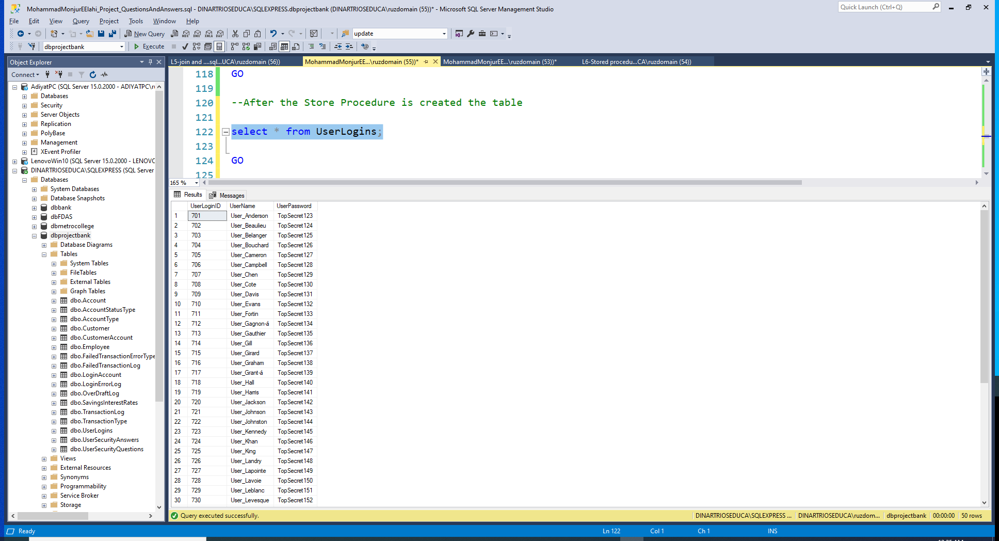 MohammadMonjurEElahi_Project_QuestionsAndAnswers.sql - DINARTRIOSEDUCA\SQLEXPRESS.dbprojectbank (DINARTRIOSEDUCA\ruzdomain (55))* - Microsoft SQL Server Management Studio
Quick Launch (Ctrl+Q)
File Edit View Query Project Tools Window Help
New Query MDX DMX XMLA DAX update
dbprojectbank Execute
Object Explorer
Connect
AdiyatPC (SQL Server 15.0.2000 - ADIYATPC\r
Databases
Security
Server Objects
Replication
PolyBase
Management
XEvent Profiler
LenovoWin10 (SQL Server 15.0.2000 - LENOVO
DINARTRIOSEDUCA\SQLEXPRESS (SQL Server
Databases
System Databases
Database Snapshots
dbbank
dbFDAS
dbmetrocollege
dbprojectbank
Database Diagrams
Tables
System Tables
FileTables
External Tables
Graph Tables
dbo.Account
dbo.AccountStatusType
dbo.AccountType
dbo.Customer
dbo.CustomerAccount
dbo.Employee
dbo.FailedTransactionErrorType
dbo.FailedTransactionLog
dbo.LoginAccount
dbo.LoginErrorLog
dbo.OverDraftLog
dbo.SavingsInterestRates
dbo.TransactionLog
dbo.TransactionType
dbo.UserLogins
dbo.UserSecurityAnswers
dbo.UserSecurityQuestions
Views
External Resources
Synonyms
Programmability
Service Broker
Storage
L5-join and ....sql...UCA\ruzdomain (56)) MohammadMonjurEE...\ruzdomain (55))* MohammadMonjurEE...\ruzdomain (53))* L6-Stored procedu...CA\ruzdomain (54))
118 GO
119
120 --After the Store Procedure is created the table
121
122 select * from UserLogins;
123
124 GO
125
165 %
Results Messages
UserLoginID UserName UserPassword
1 701 User_Anderson TopSecret123
2 702 User_Beaulieu TopSecret124
3 703 User_Belanger TopSecret125
4 704 User_Bouchard TopSecret126
5 705 User_Cameron TopSecret127
6 706 User_Campbell TopSecret128
7 707 User_Chen TopSecret129
8 708 User_Cote TopSecret130
9 709 User_Davis TopSecret131
10 710 User_Evans TopSecret132
11 711 User_Fortin TopSecret133
12 712 User_Gagnon-á TopSecret134
13 713 User_Gauthier TopSecret135
14 714 User_Gill TopSecret136
15 715 User_Girard TopSecret137
16 716 User_Graham TopSecret138
17 717 User_Grant-á TopSecret139
18 718 User_Hall TopSecret140
19 719 User_Harris TopSecret141
20 720 User_Jackson TopSecret142
21 721 User_Johnson TopSecret143
22 722 User_Johnston TopSecret144
23 723 User_Kennedy TopSecret145
24 724 User_Khan TopSecret146
25 725 User_King TopSecret147
26 726 User_Landry TopSecret148
27 727 User_Lapointe TopSecret149
28 728 User_Lavoie TopSecret150
29 729 User_Leblanc TopSecret151
30 730 User_Levesque TopSecret152
Query executed successfully. DINARTRIOSEDUCA\SQLEXPRESS ... DINARTRIOSEDUCA\ruzdom... dbprojectbank 00:00:00 50 rows
Ready Ln 122 Col 1 Ch 1 INS